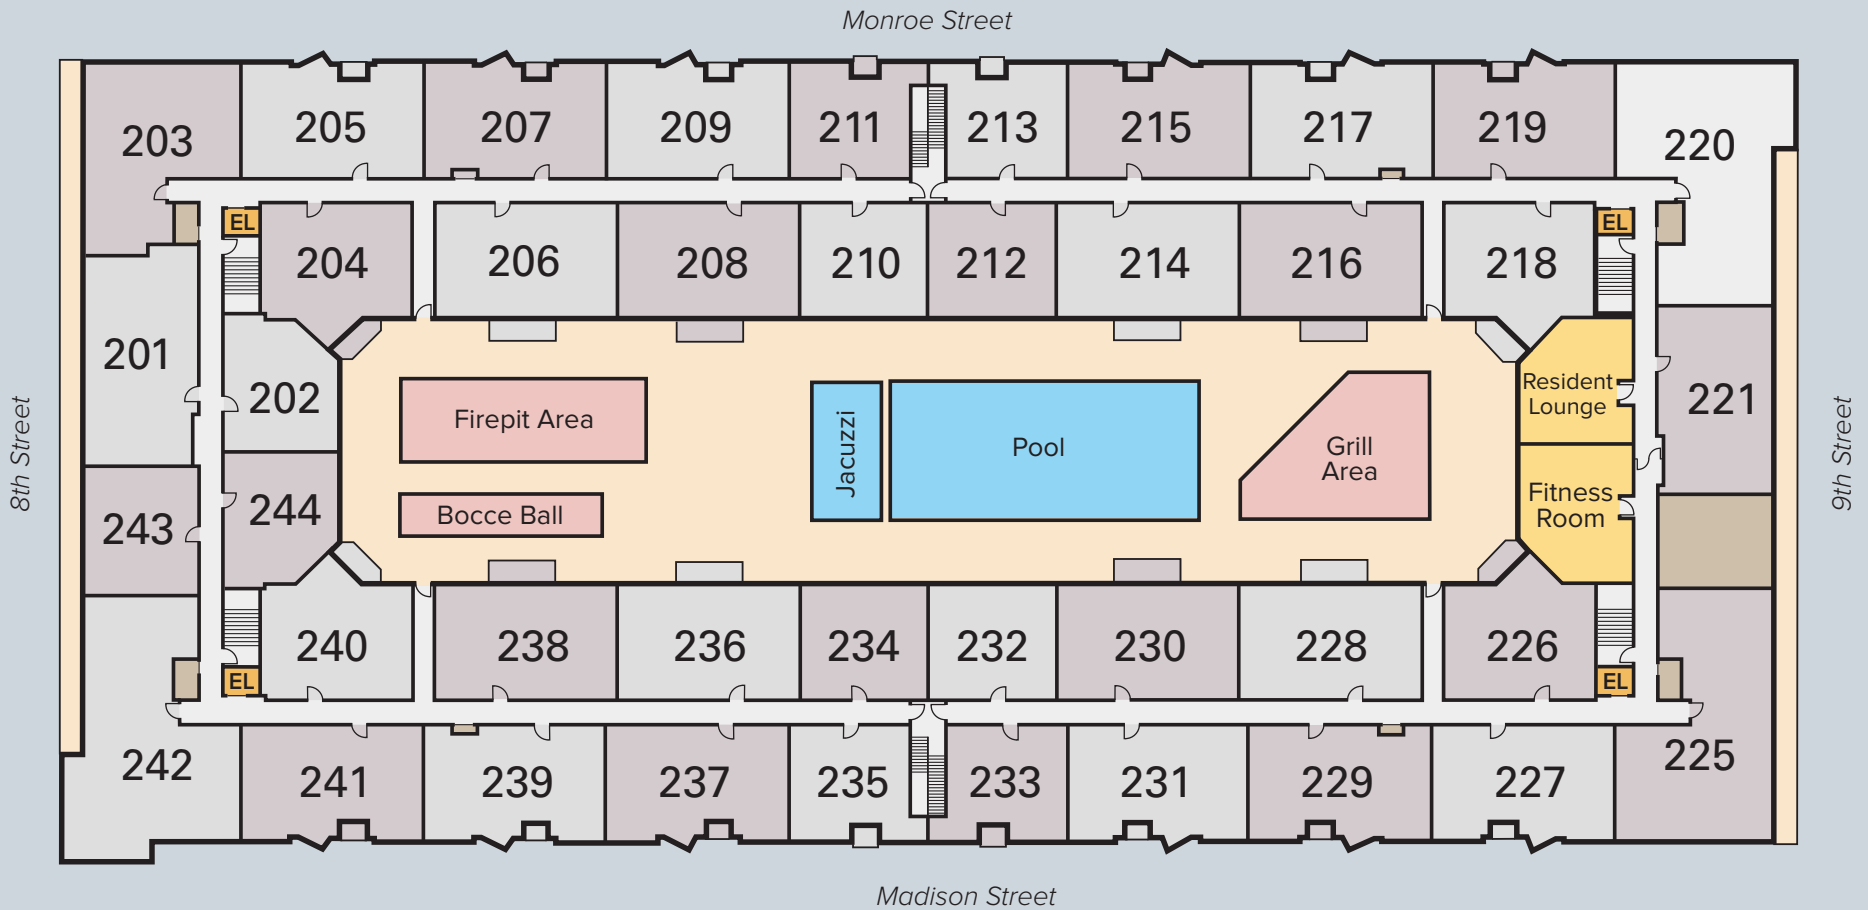 Monroe Street
203
205
207
209
211
213
215
217
219
220
EL
EL
204
206
208
210
212
214
216
218
201
202
Firepit Area
Jacuzzi
Pool
Grill
Area
Resident
Lounge
221
8th Street
9th Street
243
244
Bocce Ball
Fitness
Room
240
238
236
234
232
230
228
226
EL
EL
242
241
239
237
235
233
231
229
227
225
Madison Street